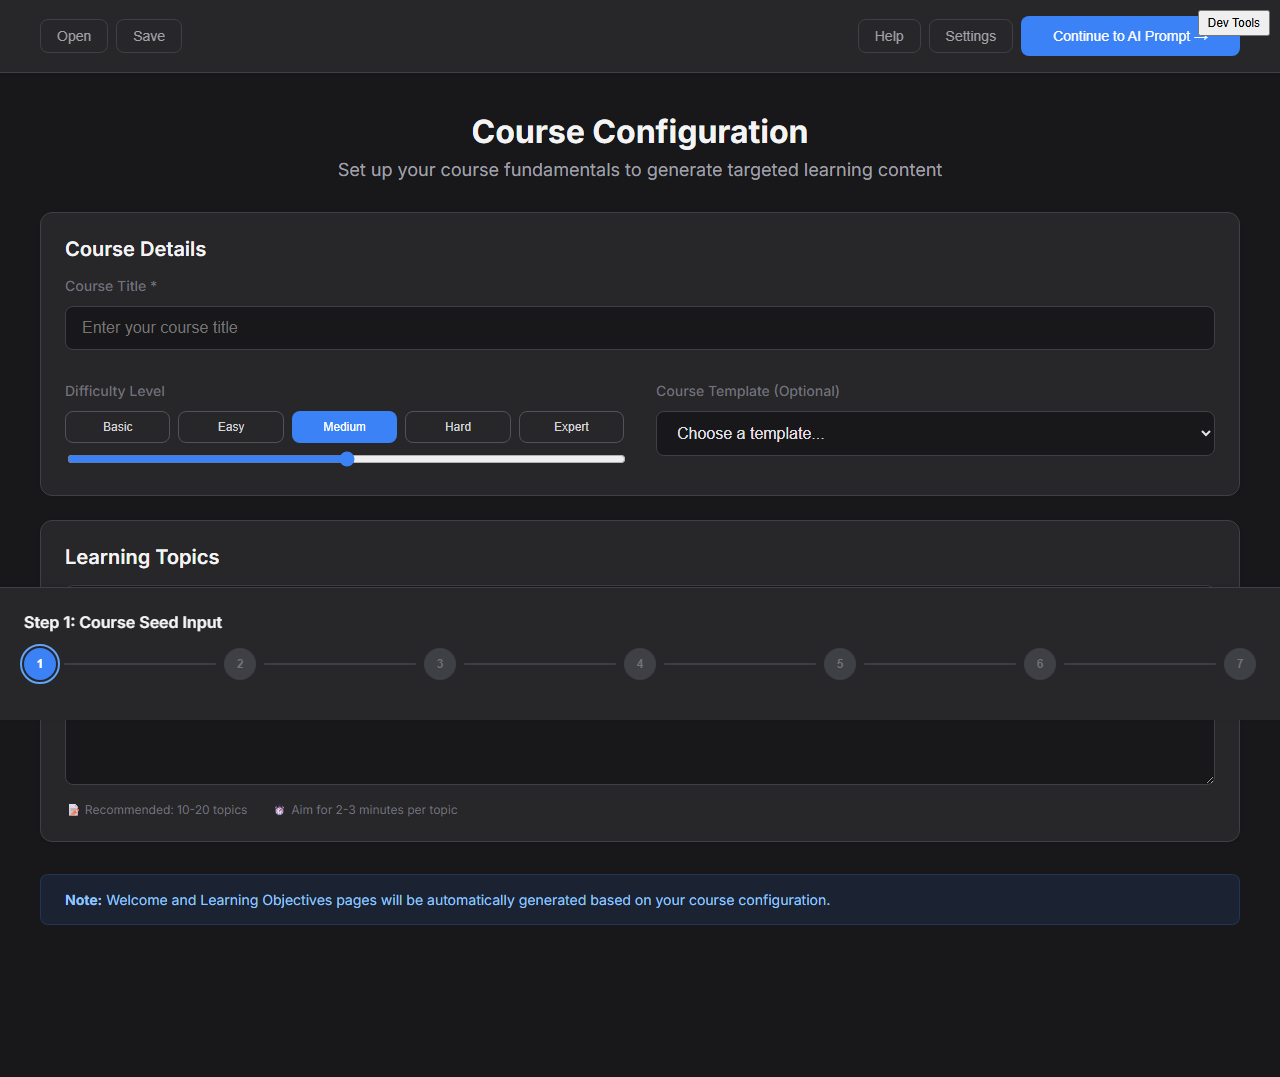 Open
Save
Help
Settings
Continue to AI Prompt →
Dev Tools
Course Configuration
Set up your course fundamentals to generate targeted learning content
Course Details
Course Title *
Enter your course title
Difficulty Level
Course Template (Optional)
Basic
Easy
Medium
Hard
Expert
Choose a template...
Learning Topics
Step 1: Course Seed Input
1
2
3
4
5
6
7
Recommended: 10-20 topics
Aim for 2-3 minutes per topic
Note: Welcome and Learning Objectives pages will be automatically generated based on your course configuration.